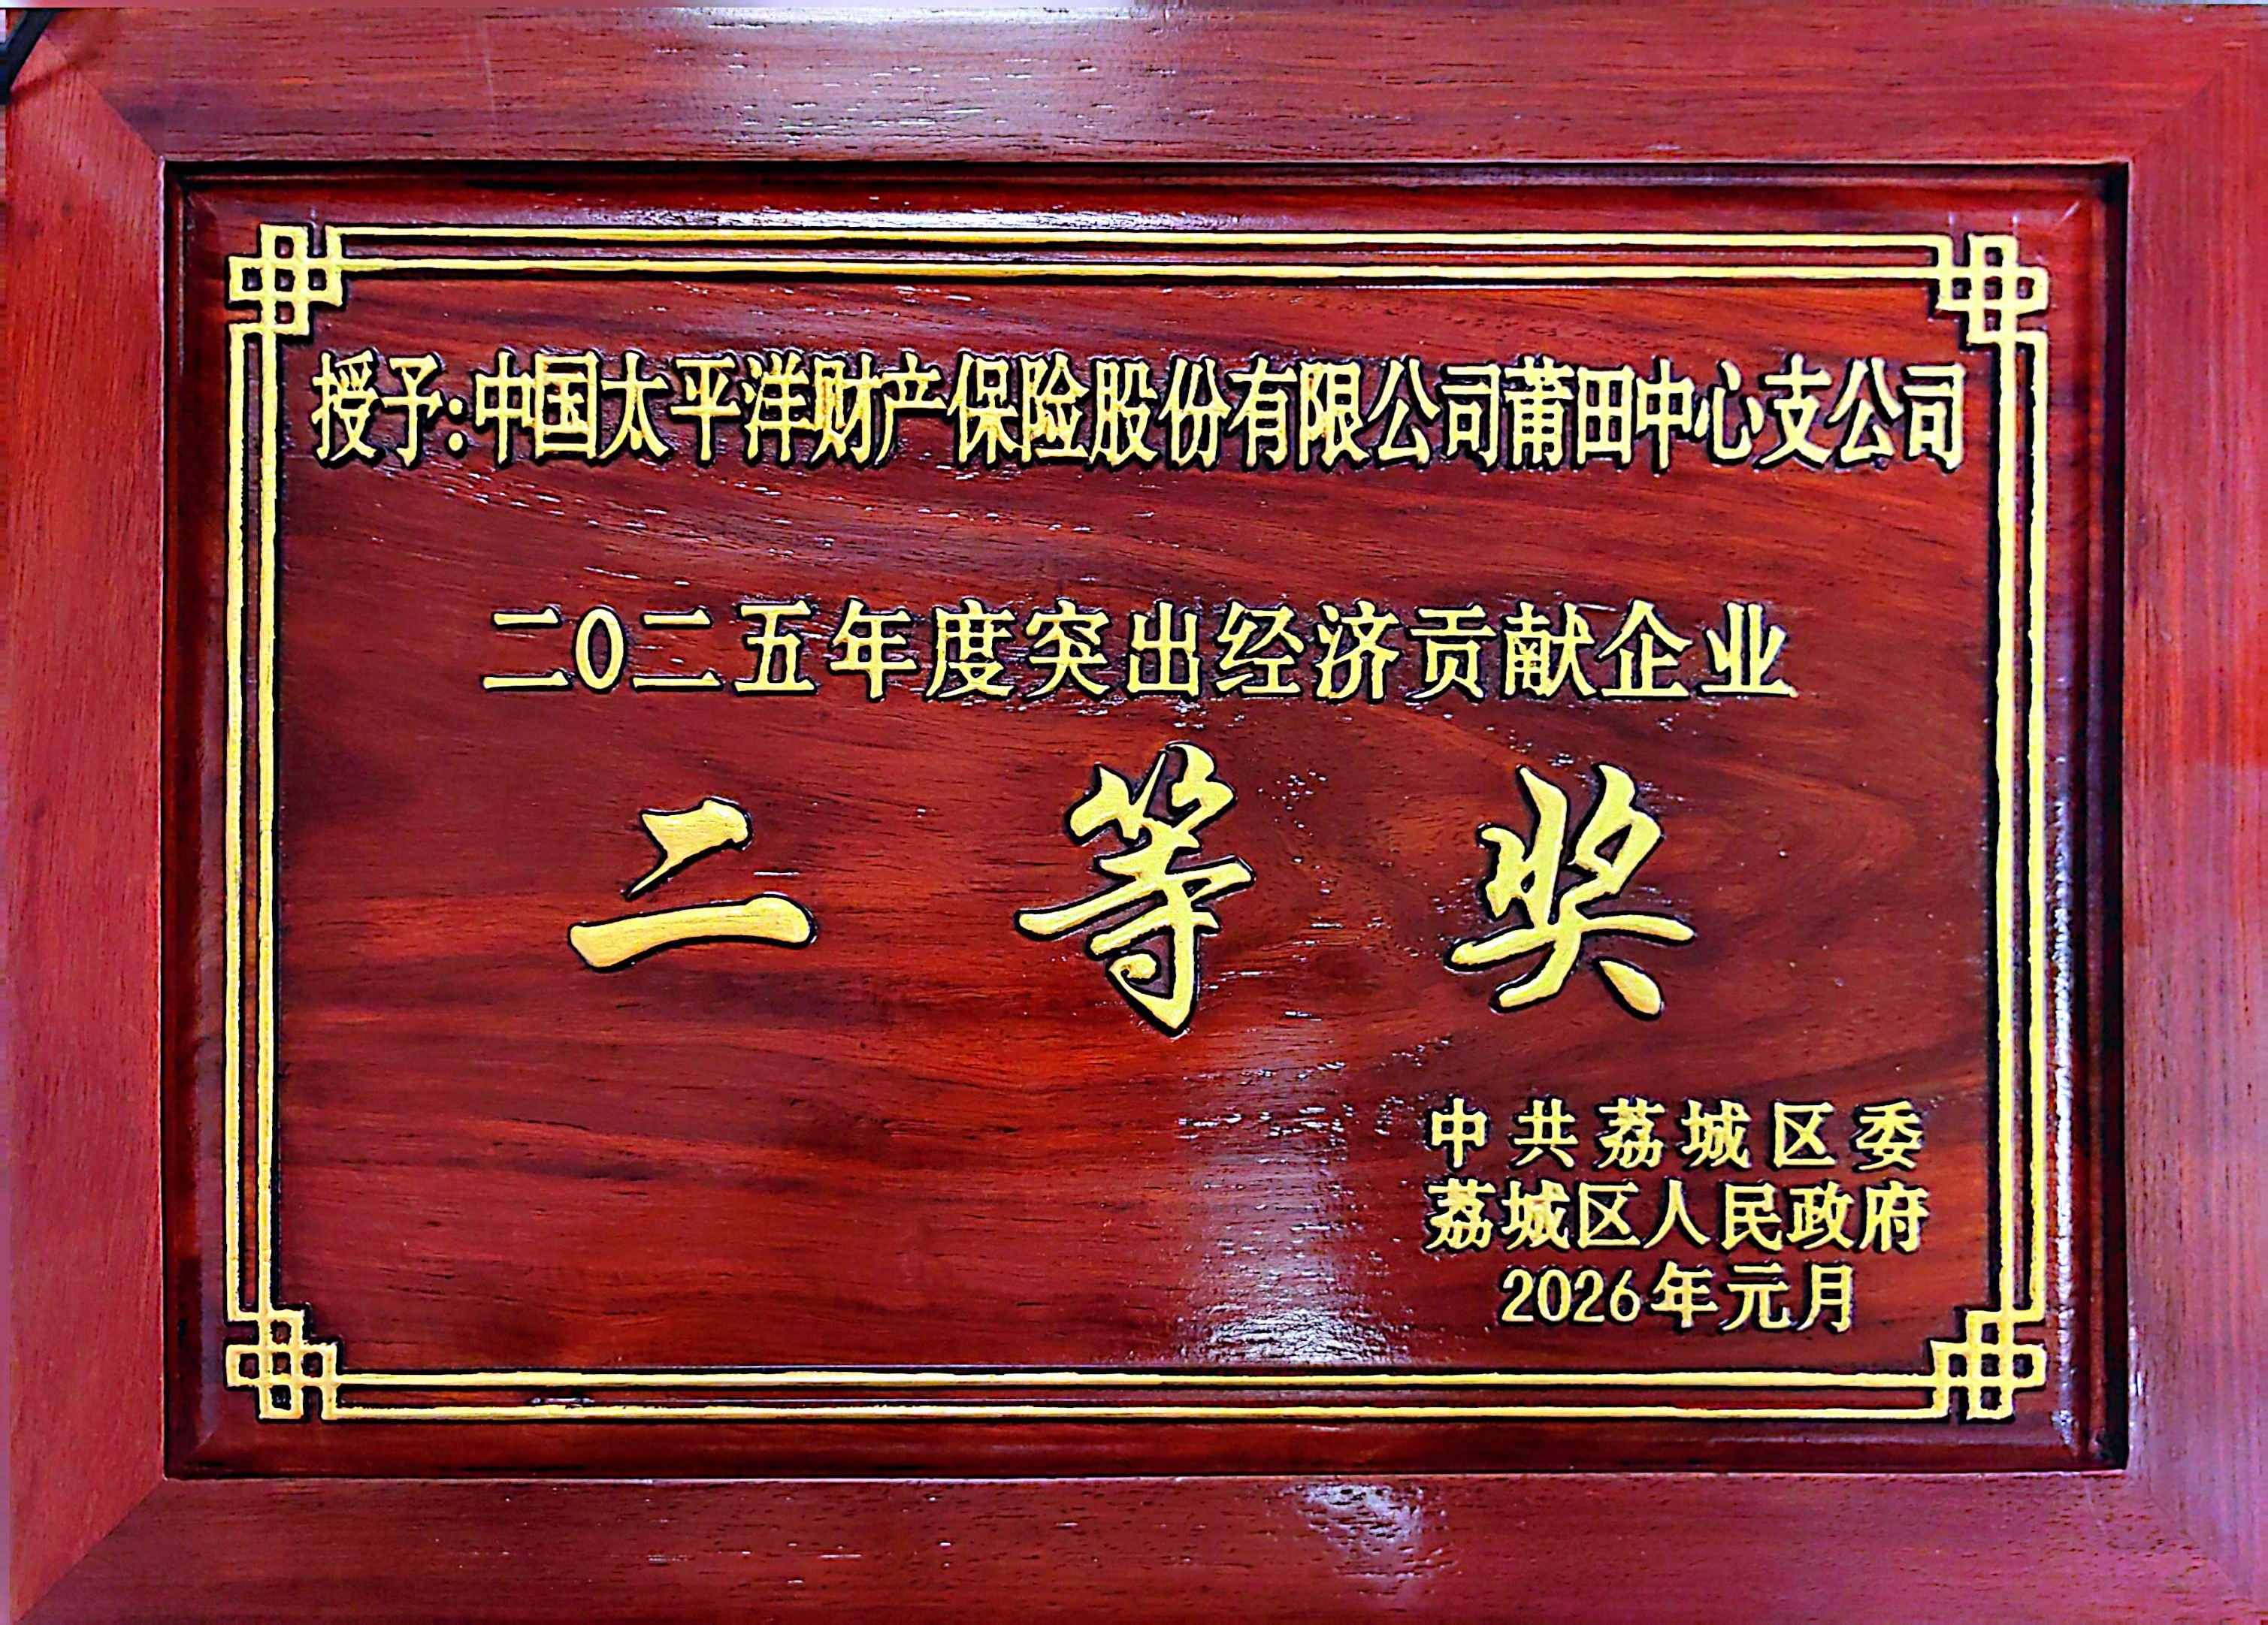 授予:中国太平洋财产保险股份有限公司莆田中心支公司
二0二五年度突出经济贡献企业
二等奖
中共荔城区委
荔城区人民政府
2026年元月